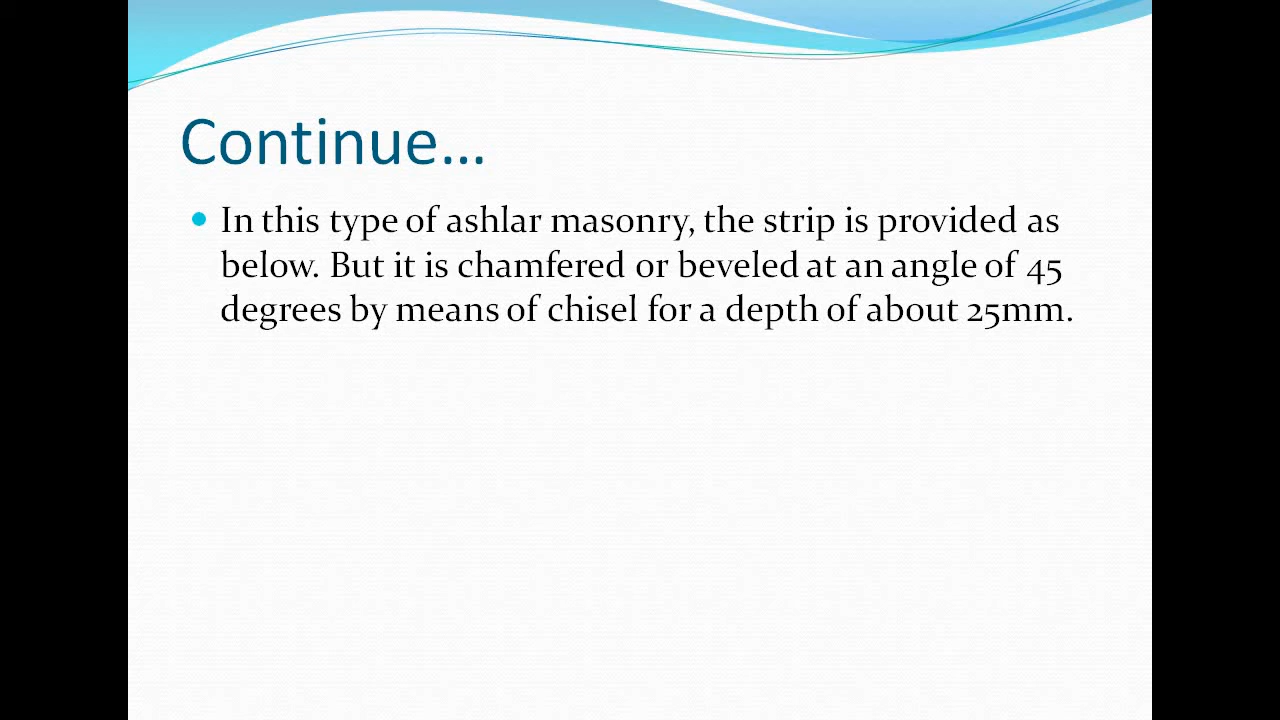 Continue...
In this type of ashlar masonry, the strip is provided as
below. But it is chamfered or beveled at an angle of 45
degrees by means of chisel for a depth of about 25mm.